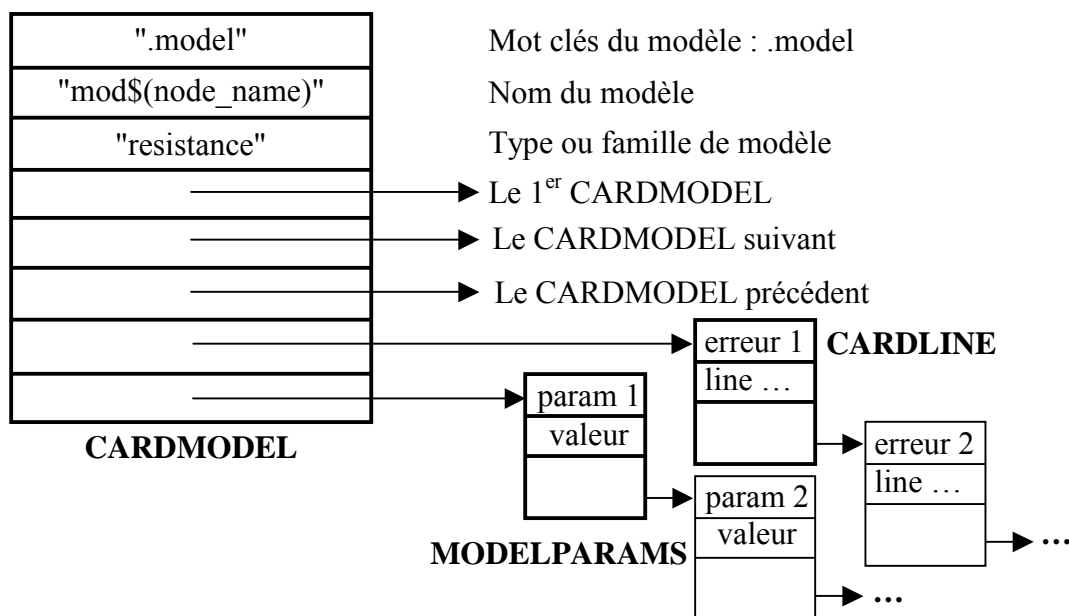 ".model" Mot clés du modèle : .model
"mod$(node_name)" Nom du modèle
"resistance" Type ou famille de modèle
Le 1er CARDMODEL
Le CARDMODEL suivant
Le CARDMODEL précédent
erreur 1 CARDLINE
line ...
param 1
valeur
CARDMODEL
erreur 2
line ...
param 2
valeur
MODELPARAMS
...
...